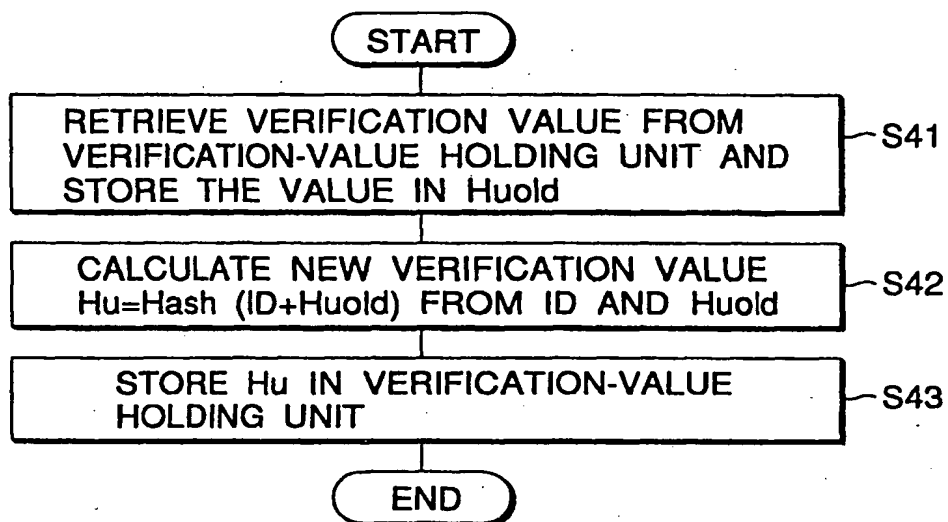 START
RETRIEVE VERIFICATION VALUE FROM
VERIFICATION-VALUE HOLDING UNIT AND
STORE THE VALUE IN Huold
S41
CALCULATE NEW VERIFICATION VALUE
Hu=Hash (ID+Huold) FROM ID AND Huold
S42
STORE Hu IN VERIFICATION-VALUE
HOLDING UNIT
S43
END